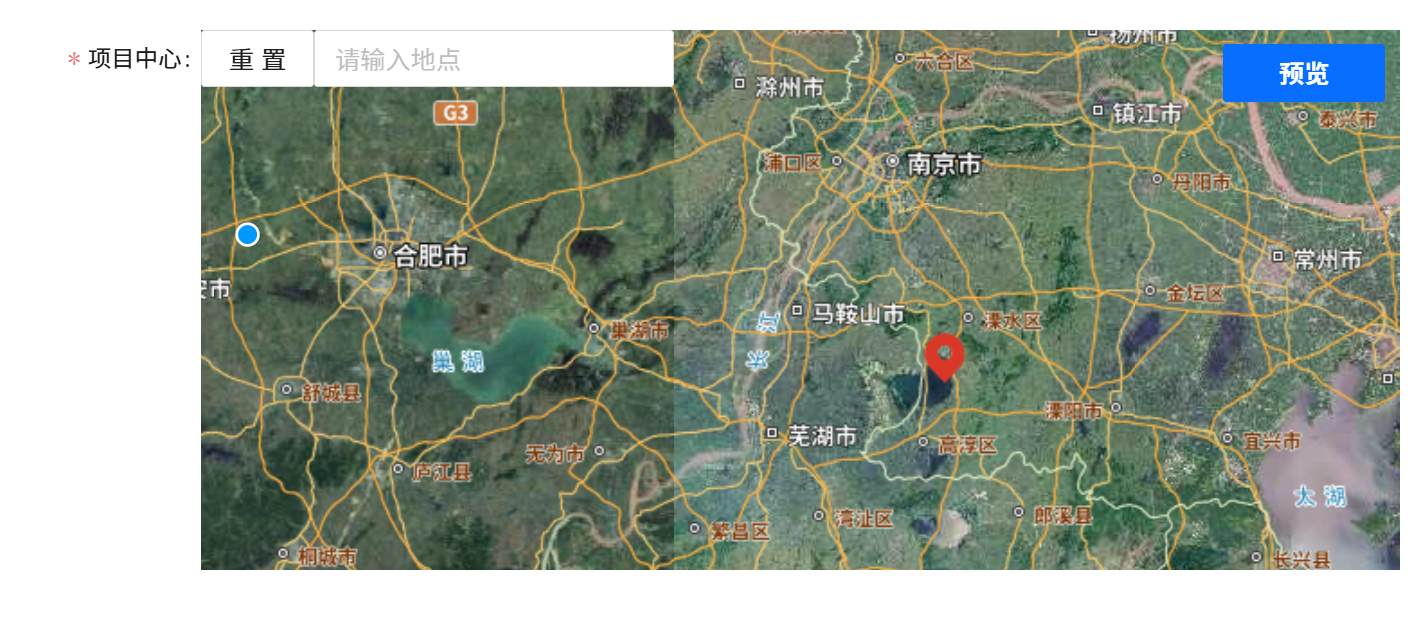 * 项目中心:
重 置
请输入地点
预览
扬州市
六合区
滁州市
镇江市
泰兴市
G3
浦口区
南京市
丹阳市
合肥市
常州市
安市
金坛区
马鞍山市
溧水区
长 江
巢湖市
巢 湖
舒城县
溧阳市
芜湖市
高淳区
宜兴市
无为市
庐江县
太 湖
繁昌区
湾沚区
郎溪县
桐城市
长兴县